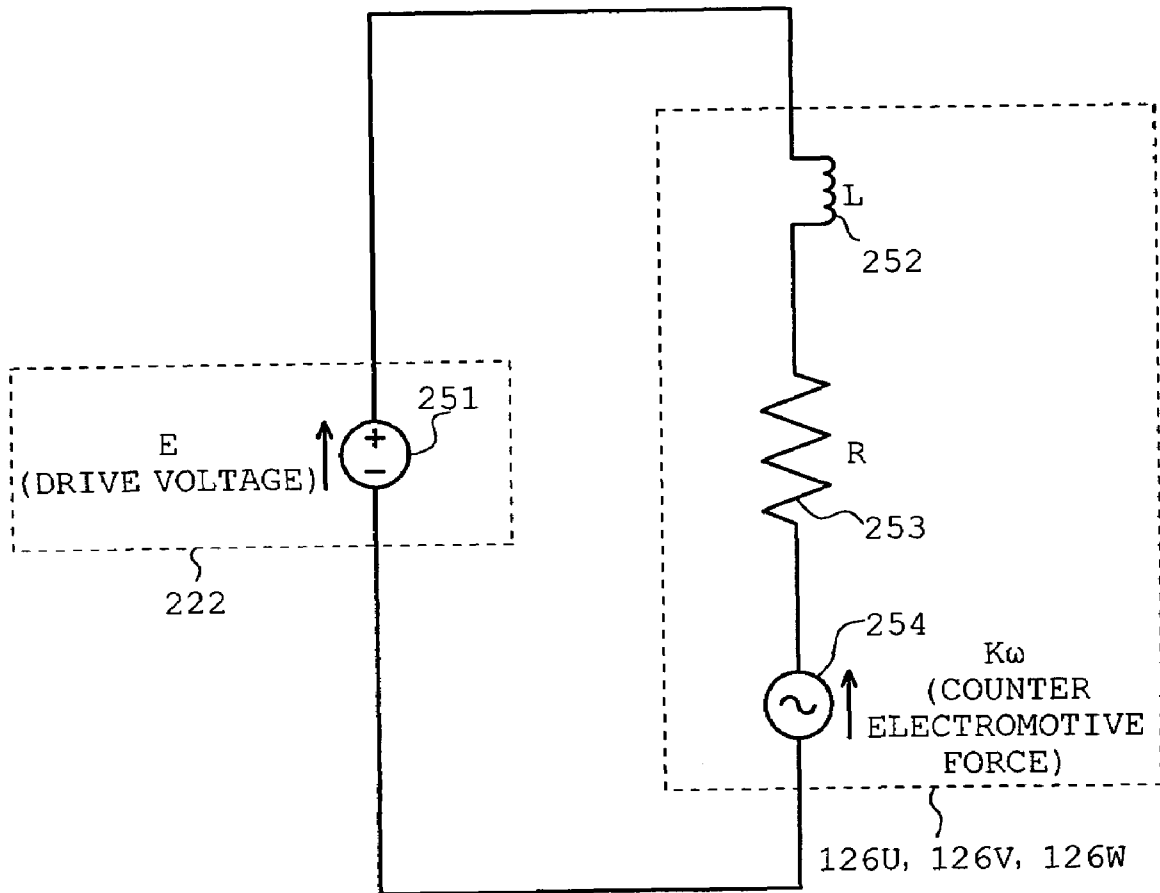 L
252
251
E
(DRIVE VOLTAGE)
+
−
R
253
222
254
Kω
(COUNTER
ELECTROMOTIVE
FORCE)
126U, 126V, 126W